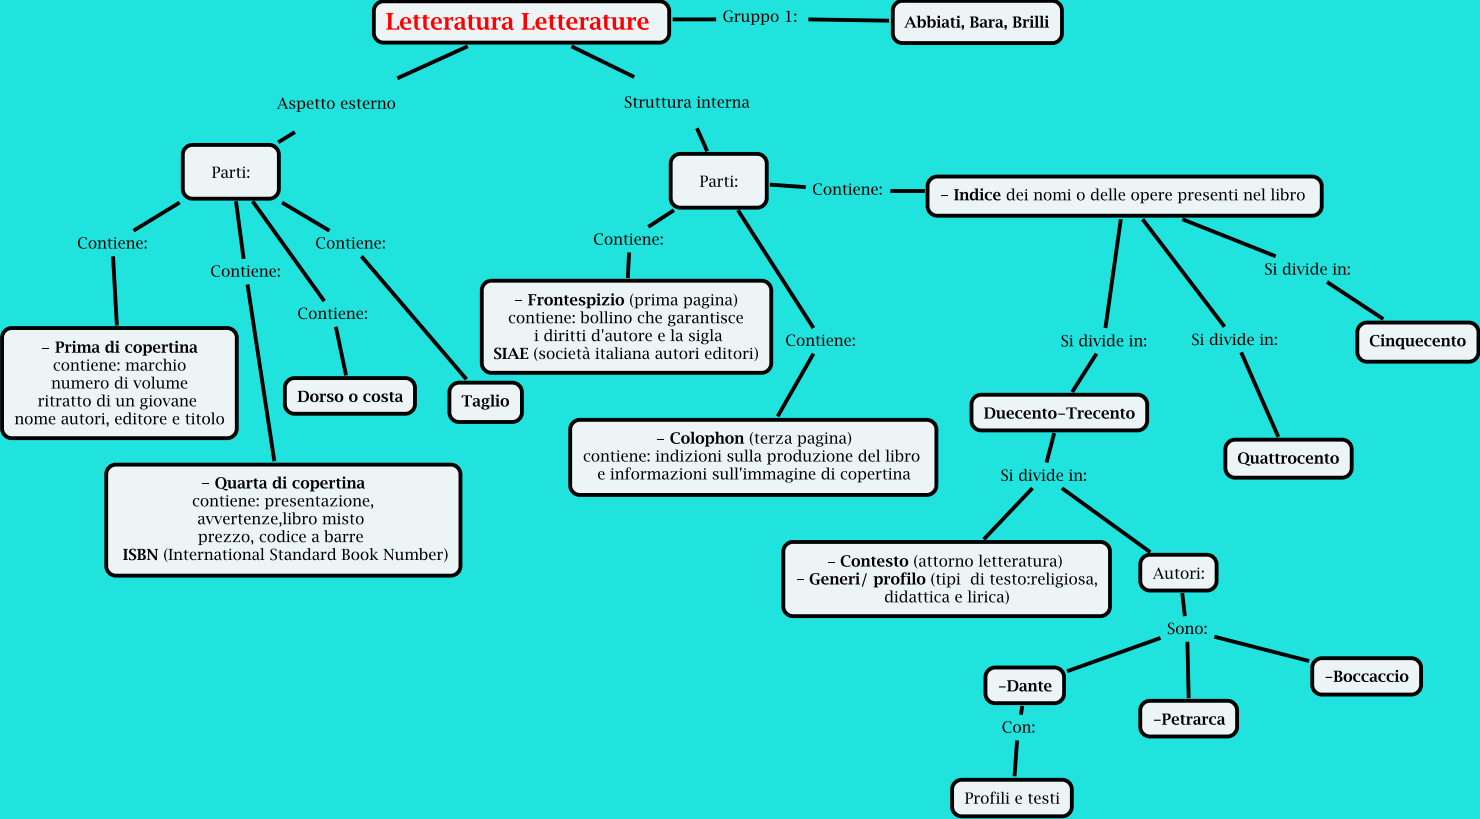 Letteratura Letterature
Gruppo 1:
Abbiati, Bara, Brilli
Aspetto esterno
Struttura interna
Parti:
Contiene:
Contiene:
Contiene:
Contiene:
– Prima di copertina
contiene: marchio
numero di volume
ritratto di un giovane
nome autori, editore e titolo
– Quarta di copertina
contiene: presentazione,
avvertenze,libro misto
prezzo, codice a barre
ISBN (International Standard Book Number)
Dorso o costa
Taglio
Parti:
Contiene:
– Frontespizio (prima pagina)
contiene: bollino che garantisce
i diritti d'autore e la sigla
SIAE (società italiana autori editori)
Contiene:
– Colophon (terza pagina)
contiene: indizioni sulla produzione del libro
e informazioni sull'immagine di copertina
Contiene:
– Indice dei nomi o delle opere presenti nel libro
Si divide in:
Si divide in:
Si divide in:
Duecento–Trecento
Quattrocento
Cinquecento
Si divide in:
– Contesto (attorno letteratura)
– Generi/ profilo (tipi di testo:religiosa,
didattica e lirica)
Autori:
Sono:
–Dante
–Petrarca
–Boccaccio
Con:
Profili e testi